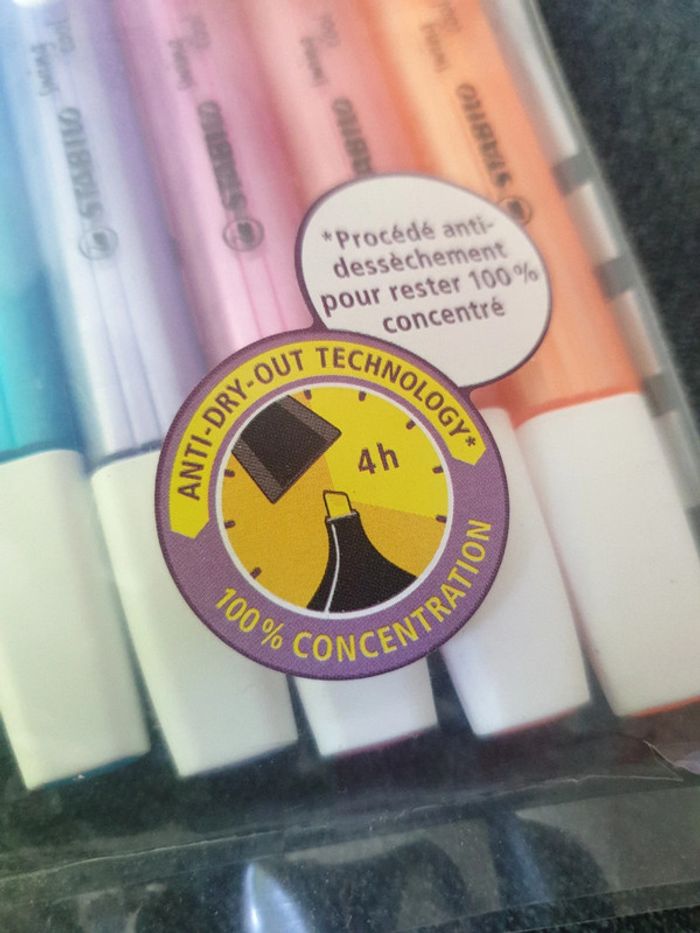 STABILO
STABILO
STABILO
STABILO
*Procédé anti-
dessèchement
pour rester 100%
concentré
ANTI-DRY-OUT TECHNOLOGY*
4h
100% CONCENTRATION